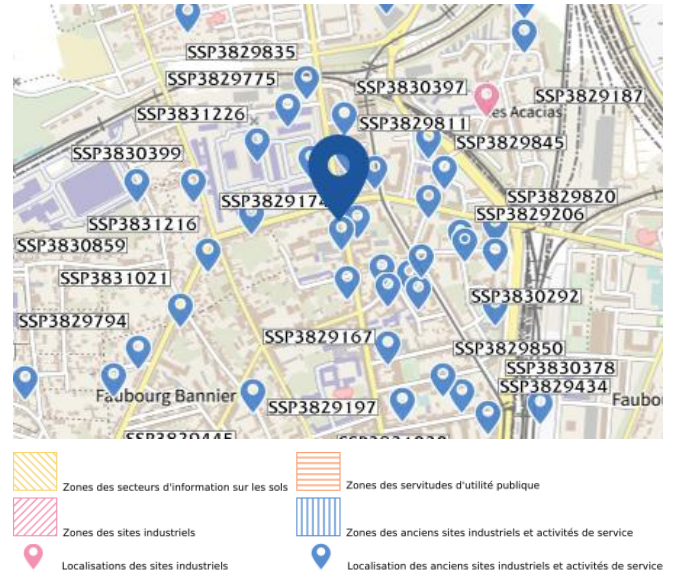 SSP3829835
SSP3829775
SSP3830397
SSP3829187
es Acacias
SSP3831226
SSP3829811
SSP3829845
SSP3830399
SSP3829820
SSP3829174
SSP3829206
SSP3831216
SSP3830859
SSP3831021
SSP3830292
SSP3829794
SSP3829167
SSP3829850
SSP3830378
SSP3829434
Faubourg Bannier
Faubo
SSP3829197
SSP3829445
Zones des secteurs d'information sur les sols
Zones des servitudes d'utilité publique
Zones des sites industriels
Zones des anciens sites industriels et activités de service
Localisations des sites industriels
Localisation des anciens sites industriels et activités de service